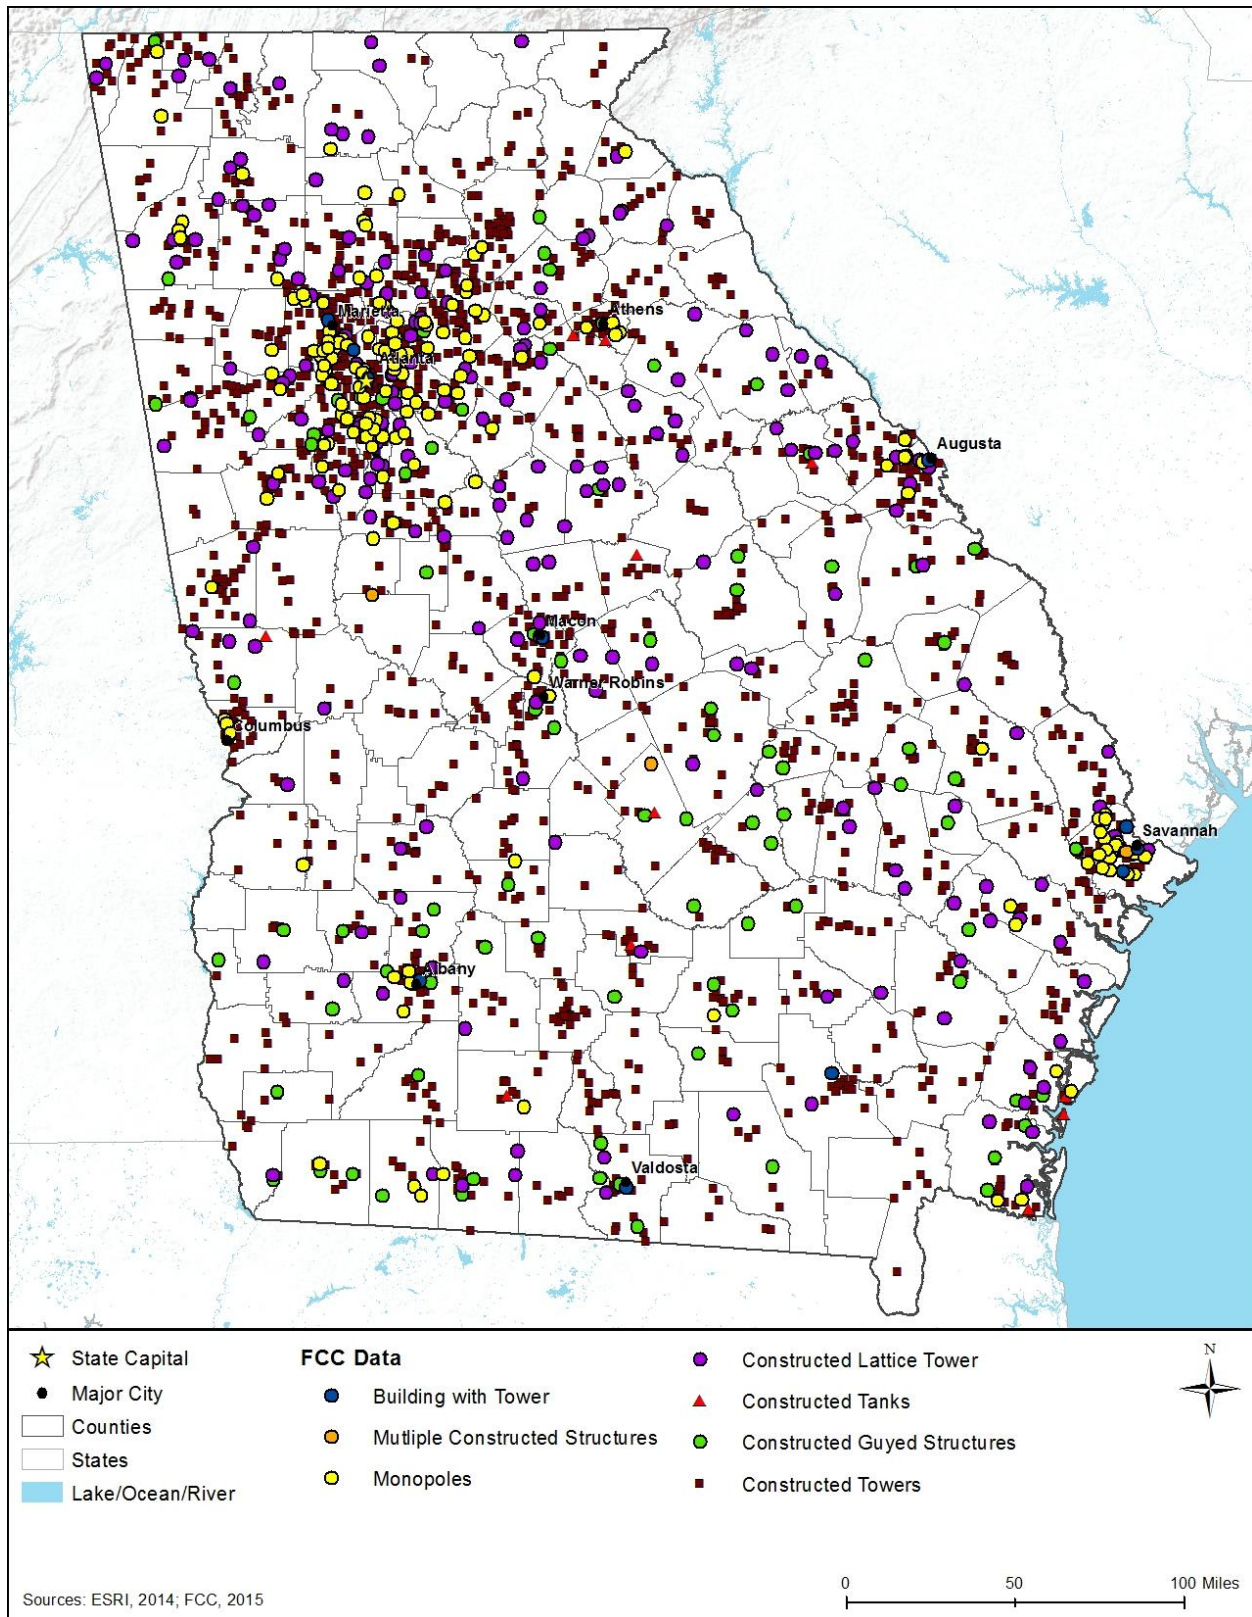 Marietta
Atlanta
Athens
Augusta
Macon
Warner Robins
Columbus
Savannah
Albany
Valdosta
State Capital
Major City
Counties
States
Lake/Ocean/River
FCC Data
Building with Tower
Mutliple Constructed Structures
Monopoles
Constructed Lattice Tower
Constructed Tanks
Constructed Guyed Structures
Constructed Towers
N
Sources: ESRI, 2014; FCC, 2015
0 50 100 Miles